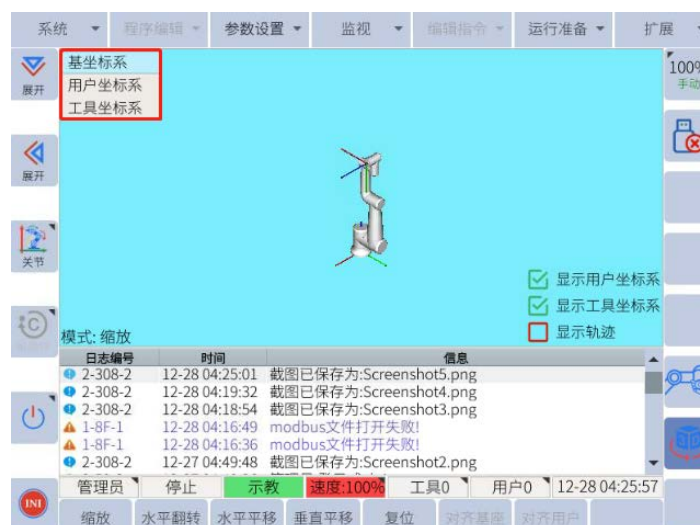 系统 程序编辑 参数设置 监视 编辑指令 运行准备 扩展
展开
基坐标系
用户坐标系
工具坐标系
100%
手动
展开
关节
显示用户坐标系
显示工具坐标系
显示轨迹
模式: 缩放
日志编号 时间 信息
2-308-2 12-28 04:25:01 截图已保存为:Screenshot5.png
2-308-2 12-28 04:19:32 截图已保存为:Screenshot4.png
2-308-2 12-28 04:18:54 截图已保存为:Screenshot3.png
1-8F-1 12-28 04:16:49 modbus文件打开失败!
1-8F-1 12-28 04:16:36 modbus文件打开失败!
2-308-2 12-27 04:49:48 截图已保存为:Screenshot2.png
管理员 停止 示教 速度:100% 工具0 用户0 12-28 04:25:57
INI
缩放 水平翻转 水平平移 垂直平移 复位 对齐基座 对齐用户